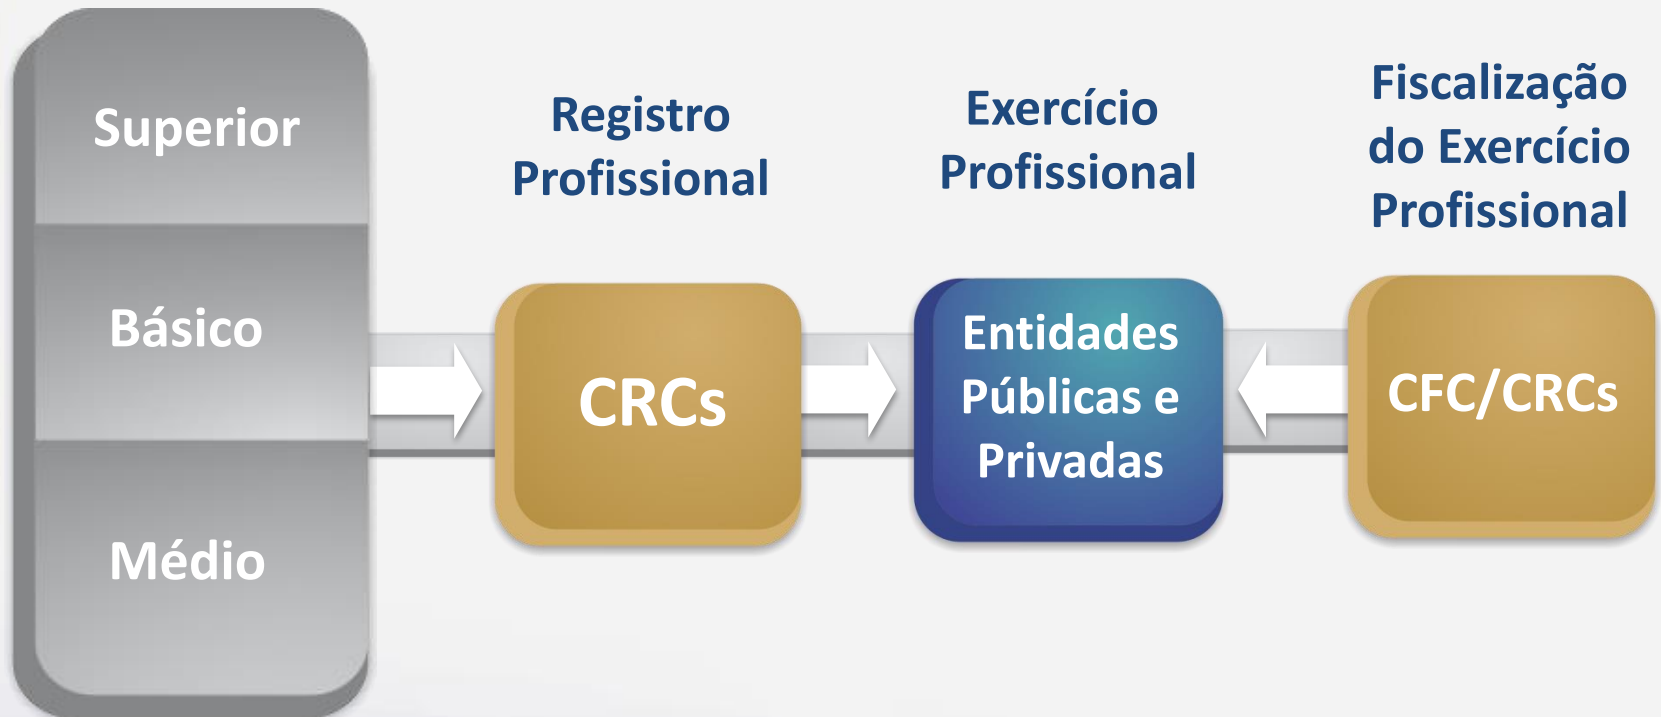 Superior
Básico
Médio
Registro
Profissional
CRCs
Exercício
Profissional
Entidades
Públicas e
Privadas
Fiscalização
do Exercício
Profissional
CFC/CRCs